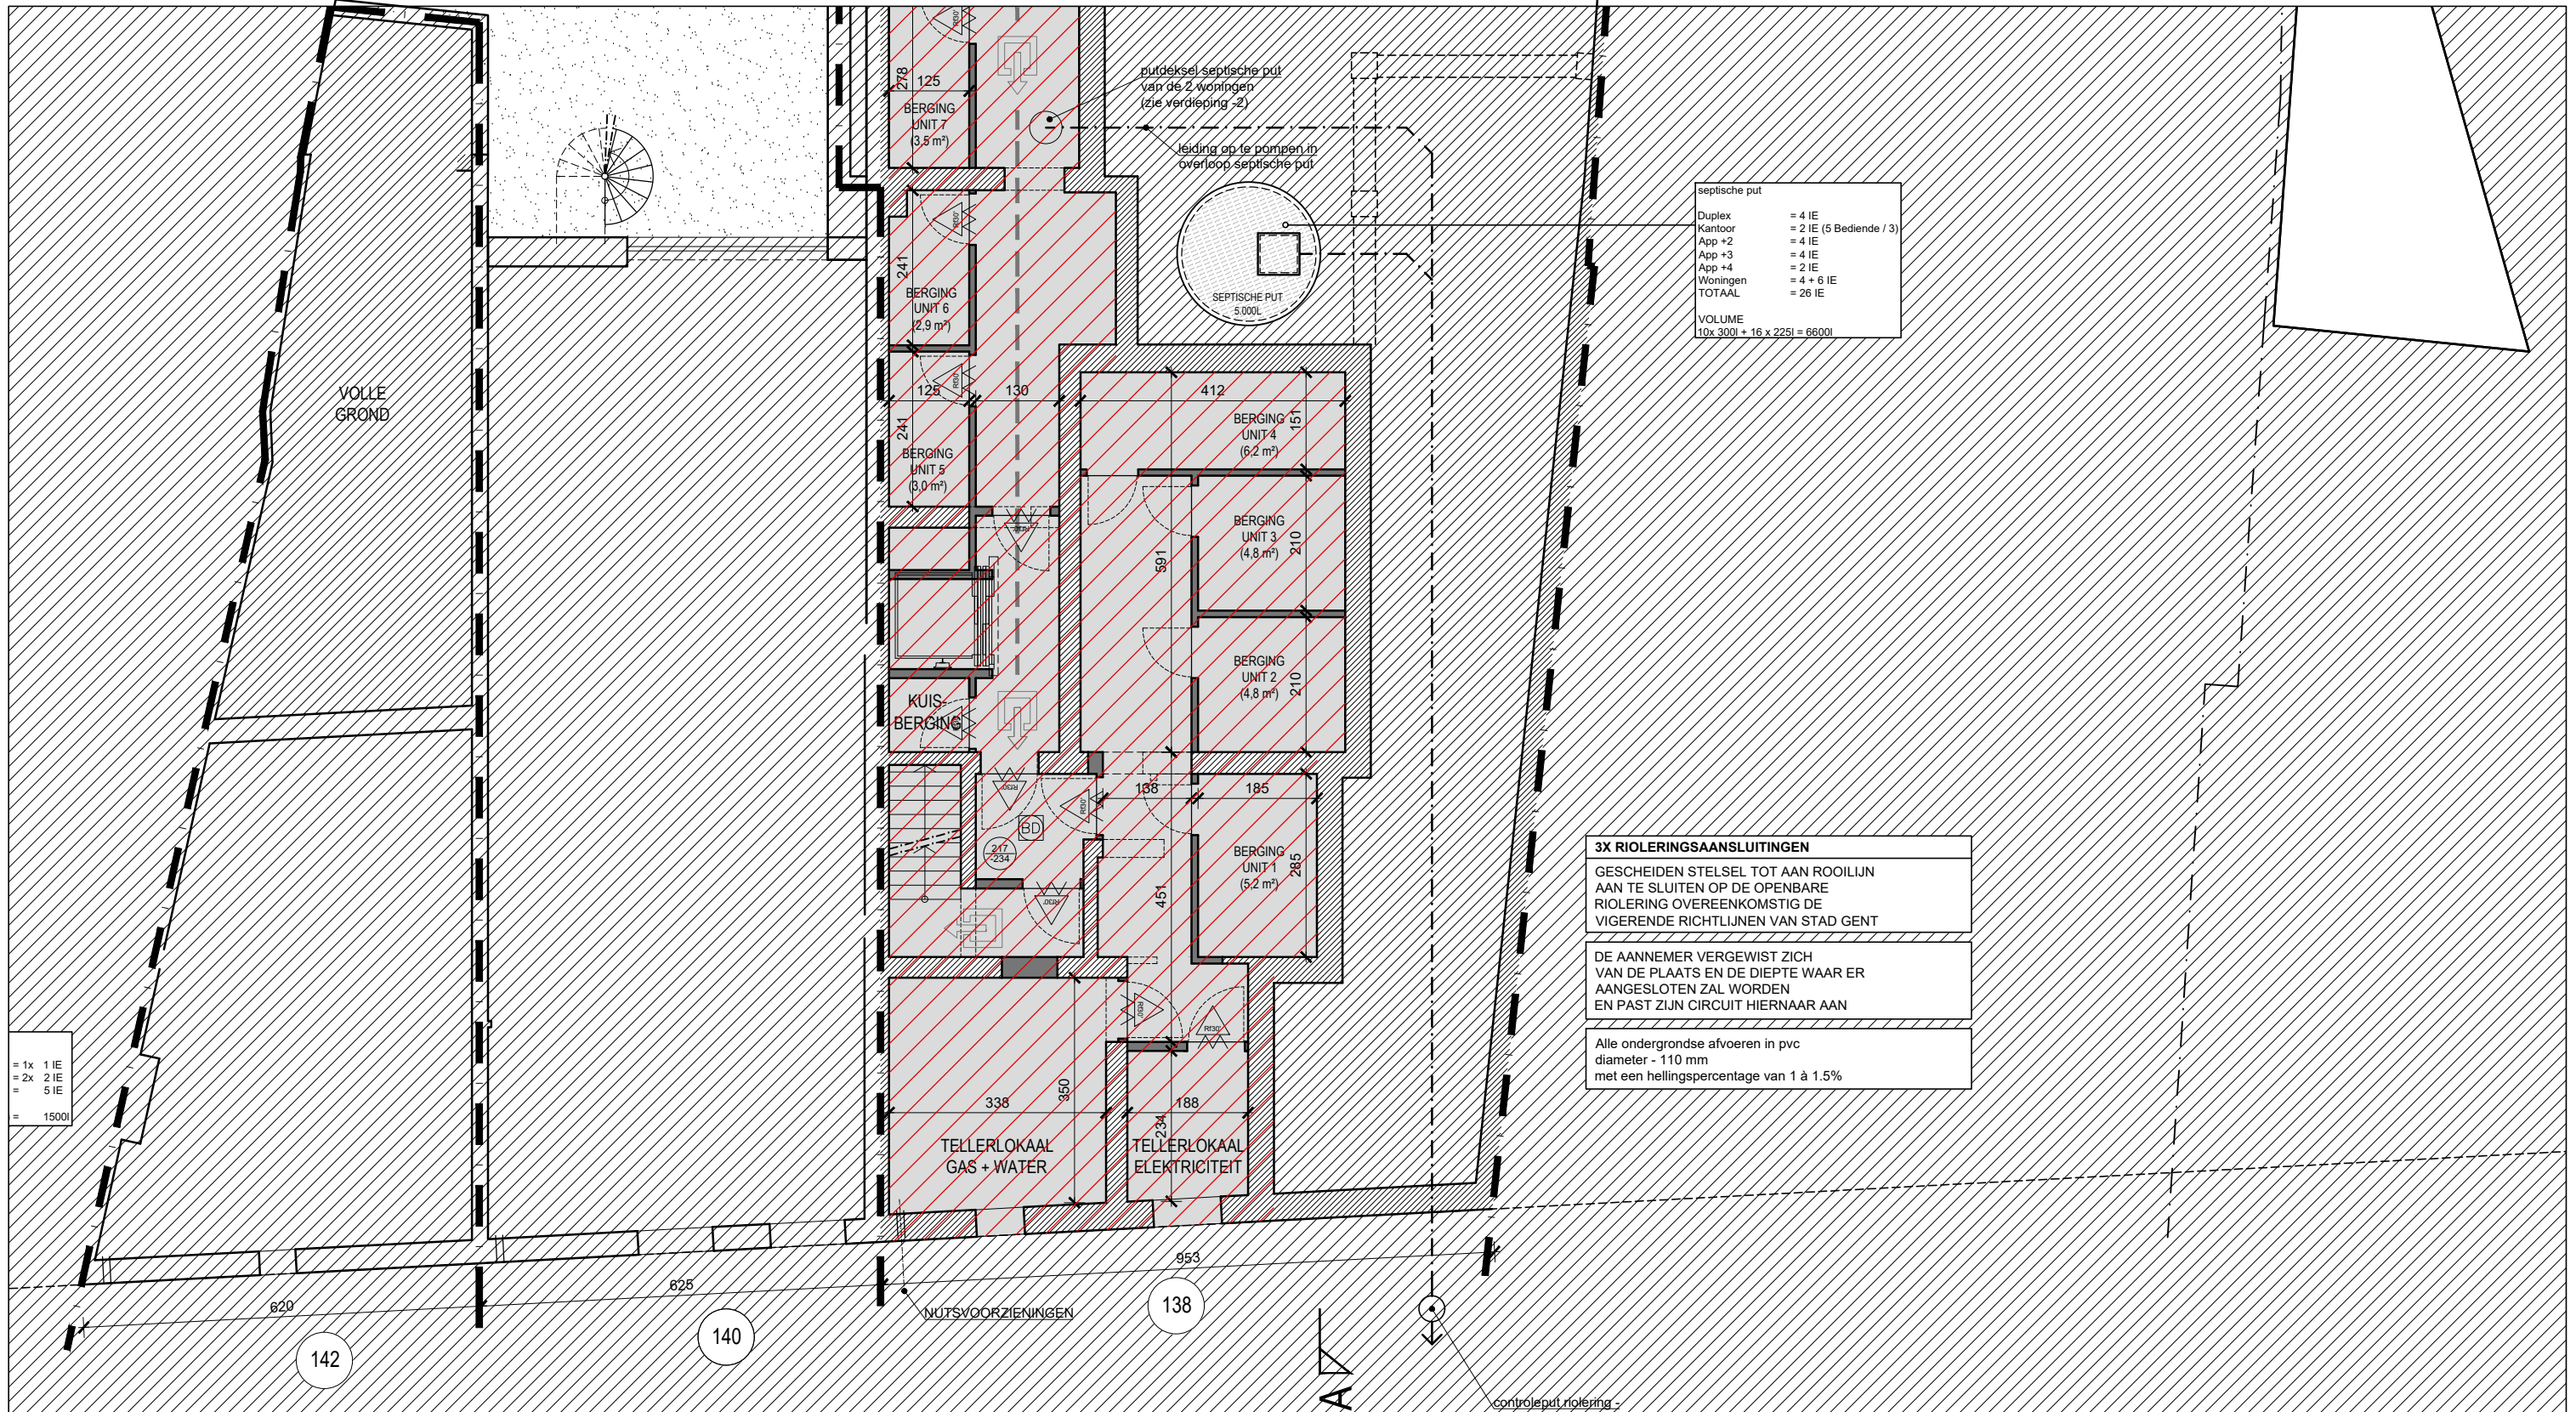 278
125
BERGING
UNIT 7
(3,5 m²)
Rf30'
putdeksel septische put
van de 2 woningen
(zie verdieping -2)
leiding op te pompen in
overloop septische put
Rf30'
241
BERGING
UNIT 6
(2,9 m²)
SEPTISCHE PUT
5.000L
septische put
Duplex = 4 IE
Kantoor = 2 IE (5 Bediende / 3)
App +2 = 4 IE
App +3 = 4 IE
App +4 = 2 IE
Woningen = 4 + 6 IE
TOTAAL = 26 IE
VOLUME
10x 300l + 16 x 225l = 6600l
VOLLE
GROND
Rf30'
125
130
412
241
BERGING
UNIT 5
(3,0 m²)
BERGING
UNIT 4
(6,2 m²)
151
BERGING
UNIT 3
(4,8 m²)
210
591
BERGING
UNIT 2
(4,8 m²)
210
KUIS-
BERGING
Rf30'
Rf30'
138
185
BD
217
-234
BERGING
UNIT 1
(5,2 m²)
285
451
Rf30'
3X RIOLERINGSAANSLUITINGEN
GESCHEIDEN STELSEL TOT AAN ROOILIJN
AAN TE SLUITEN OP DE OPENBARE
RIOLERING OVEREENKOMSTIG DE
VIGERENDE RICHTLIJNEN VAN STAD GENT
DE AANNEMER VERGEWIST ZICH
VAN DE PLAATS EN DE DIEPTE WAAR ER
AANGESLOTEN ZAL WORDEN
EN PAST ZIJN CIRCUIT HIERNAAR AAN
Alle ondergrondse afvoeren in pvc
diameter - 110 mm
met een hellingspercentage van 1 à 1.5%
Rf30'
Rf30'
= 1x 1 IE
= 2x 2 IE
= 5 IE
= 1500l
350
338
188
234
TELLERLOKAAL
GAS + WATER
TELLERLOKAAL
ELEKTRICITEIT
620
625
953
NUTSVOORZIENINGEN
142
140
138
A
controleput riolering -